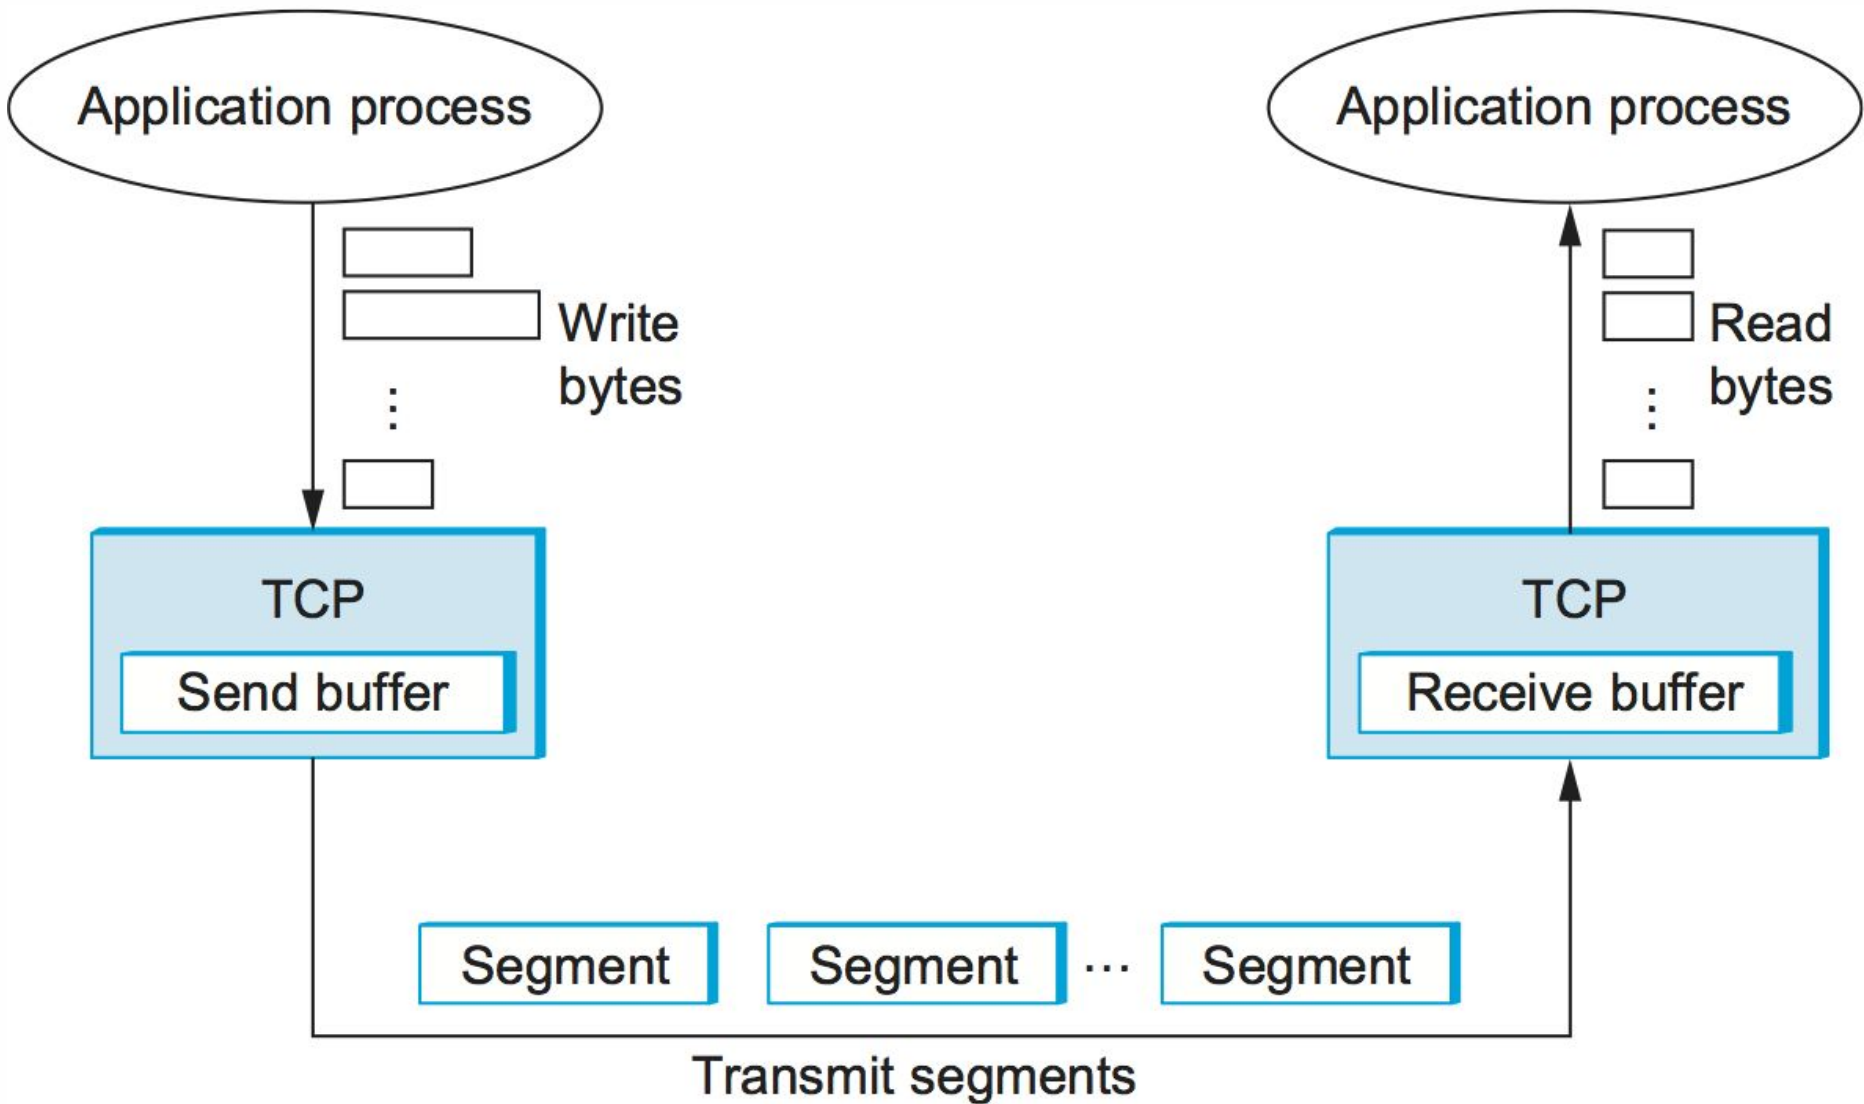 Application process
Application process
Write
bytes
Read
bytes
TCP
Send buffer
TCP
Receive buffer
Segment
Segment
...
Segment
Transmit segments